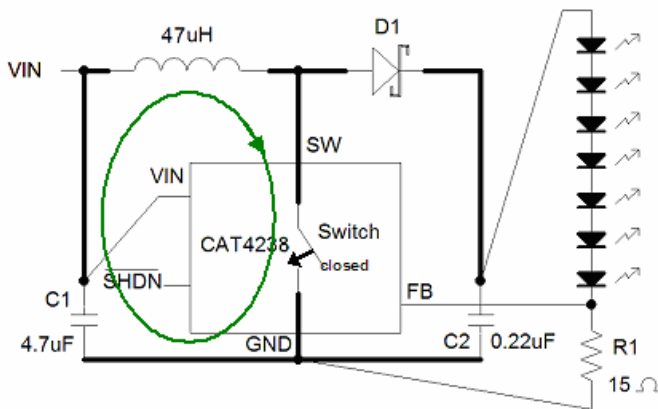 D1
47uH
VIN
SW
VIN
Switch
CAT4238
closed
SHDN
FB
C1
GND
C2
0.22uF
R1
4.7uF
15 Ω